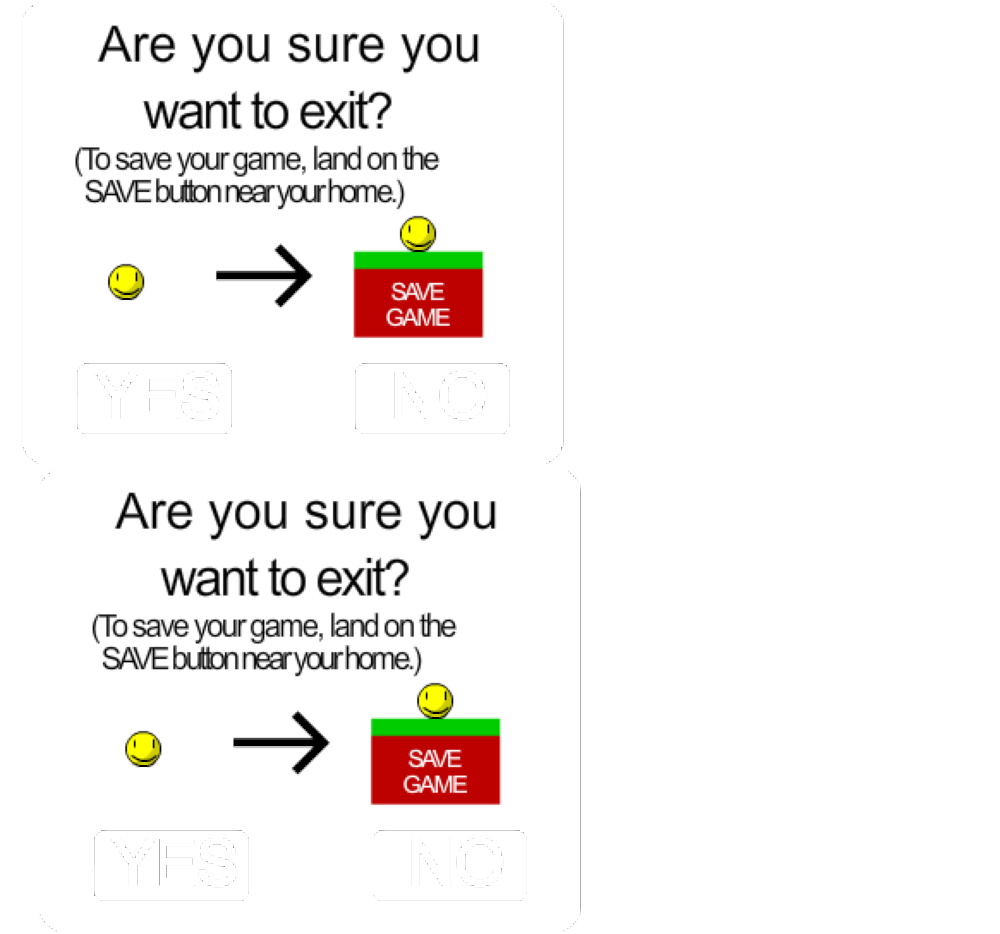 Are you sure you
want to exit?
(To save your game, land on the
SAVE button near your home.)
SAVE
GAME
YES NO
Are you sure you
want to exit?
(To save your game, land on the
SAVE button near your home.)
SAVE
GAME
YES NO